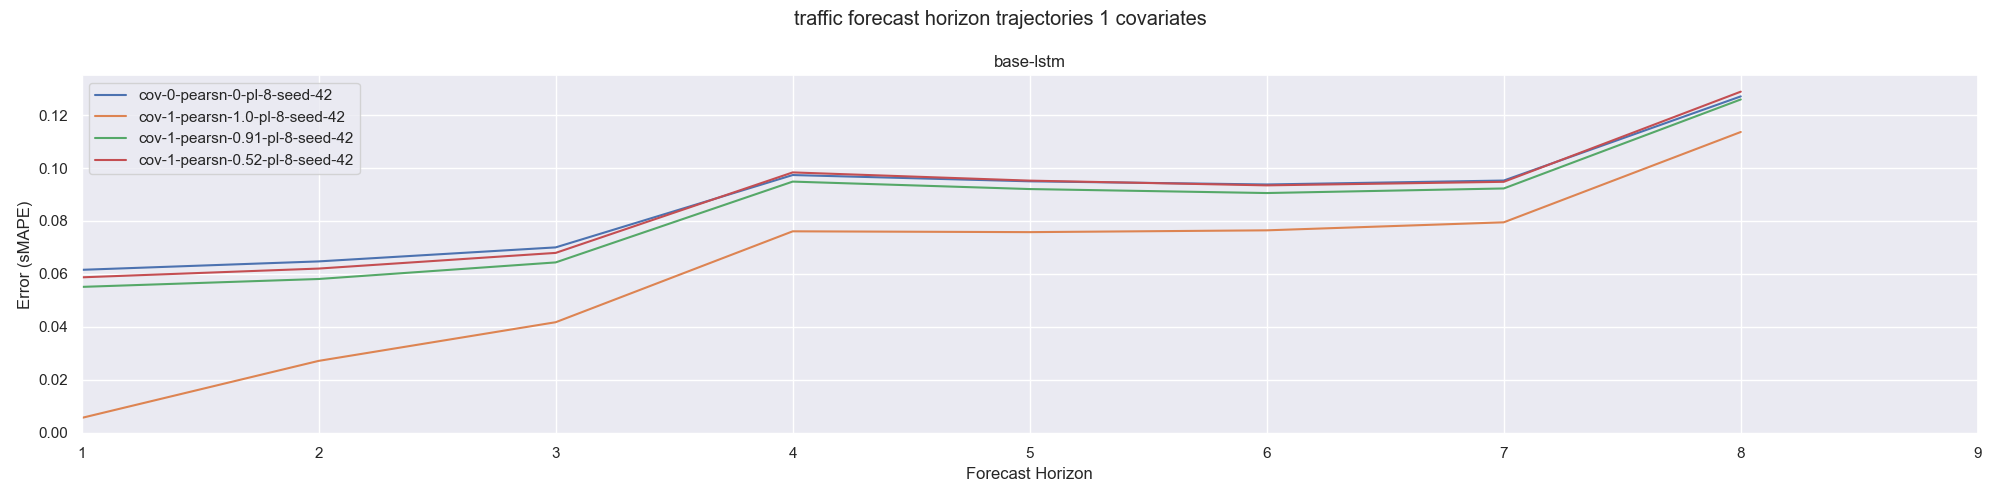 traffic forecast horizon trajectories 1 covariates
base-lstm
cov-0-pearsn-0-pl-8-seed-42
cov-1-pearsn-1.0-pl-8-seed-42
cov-1-pearsn-0.91-pl-8-seed-42
cov-1-pearsn-0.52-pl-8-seed-42
Error (sMAPE)
0.12
0.10
0.08
0.06
0.04
0.02
0.00
1 2 3 4 5 6 7 8 9
Forecast Horizon